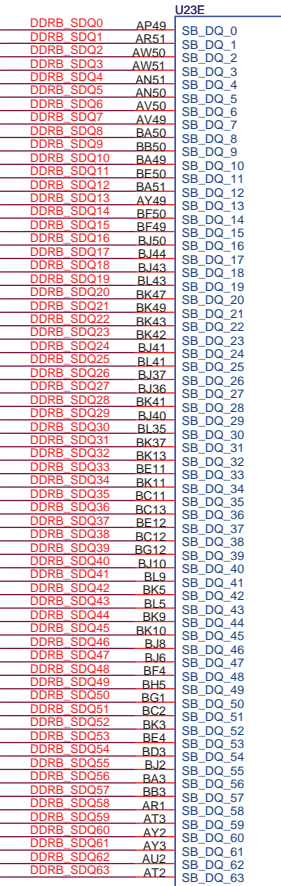 U23E
DDRB_SDQ0 AP49 SB_DQ_0
DDRB_SDQ1 AR51 SB_DQ_1
DDRB_SDQ2 AW50 SB_DQ_2
DDRB_SDQ3 AW51 SB_DQ_3
DDRB_SDQ4 AN51 SB_DQ_4
DDRB_SDQ5 AN50 SB_DQ_5
DDRB_SDQ6 AV50 SB_DQ_6
DDRB_SDQ7 AV49 SB_DQ_7
DDRB_SDQ8 BA50 SB_DQ_8
DDRB_SDQ9 BB50 SB_DQ_9
DDRB_SDQ10 BA49 SB_DQ_10
DDRB_SDQ11 BE50 SB_DQ_11
DDRB_SDQ12 BA51 SB_DQ_12
DDRB_SDQ13 AY49 SB_DQ_13
DDRB_SDQ14 BF50 SB_DQ_14
DDRB_SDQ15 BF49 SB_DQ_15
DDRB_SDQ16 BJ50 SB_DQ_16
DDRB_SDQ17 BJ44 SB_DQ_17
DDRB_SDQ18 BJ43 SB_DQ_18
DDRB_SDQ19 BL43 SB_DQ_19
DDRB_SDQ20 BK47 SB_DQ_20
DDRB_SDQ21 BK49 SB_DQ_21
DDRB_SDQ22 BK43 SB_DQ_22
DDRB_SDQ23 BK42 SB_DQ_23
DDRB_SDQ24 BJ41 SB_DQ_24
DDRB_SDQ25 BL41 SB_DQ_25
DDRB_SDQ26 BJ37 SB_DQ_26
DDRB_SDQ27 BJ36 SB_DQ_27
DDRB_SDQ28 BK41 SB_DQ_28
DDRB_SDQ29 BJ40 SB_DQ_29
DDRB_SDQ30 BL35 SB_DQ_30
DDRB_SDQ31 BK37 SB_DQ_31
DDRB_SDQ32 BK13 SB_DQ_32
DDRB_SDQ33 BE11 SB_DQ_33
DDRB_SDQ34 BK11 SB_DQ_34
DDRB_SDQ35 BC11 SB_DQ_35
DDRB_SDQ36 BC13 SB_DQ_36
DDRB_SDQ37 BE12 SB_DQ_37
DDRB_SDQ38 BC12 SB_DQ_38
DDRB_SDQ39 BG12 SB_DQ_39
DDRB_SDQ40 BJ10 SB_DQ_40
DDRB_SDQ41 BL9 SB_DQ_41
DDRB_SDQ42 BK5 SB_DQ_42
DDRB_SDQ43 BL5 SB_DQ_43
DDRB_SDQ44 BK9 SB_DQ_44
DDRB_SDQ45 BK10 SB_DQ_45
DDRB_SDQ46 BJ8 SB_DQ_46
DDRB_SDQ47 BJ6 SB_DQ_47
DDRB_SDQ48 BF4 SB_DQ_48
DDRB_SDQ49 BH5 SB_DQ_49
DDRB_SDQ50 BG1 SB_DQ_50
DDRB_SDQ51 BC2 SB_DQ_51
DDRB_SDQ52 BK3 SB_DQ_52
DDRB_SDQ53 BE4 SB_DQ_53
DDRB_SDQ54 BD3 SB_DQ_54
DDRB_SDQ55 BJ2 SB_DQ_55
DDRB_SDQ56 BA3 SB_DQ_56
DDRB_SDQ57 BB3 SB_DQ_57
DDRB_SDQ58 AR1 SB_DQ_58
DDRB_SDQ59 AT3 SB_DQ_59
DDRB_SDQ60 AY2 SB_DQ_60
DDRB_SDQ61 AY3 SB_DQ_61
DDRB_SDQ62 AU2 SB_DQ_62
DDRB_SDQ63 AT2 SB_DQ_63